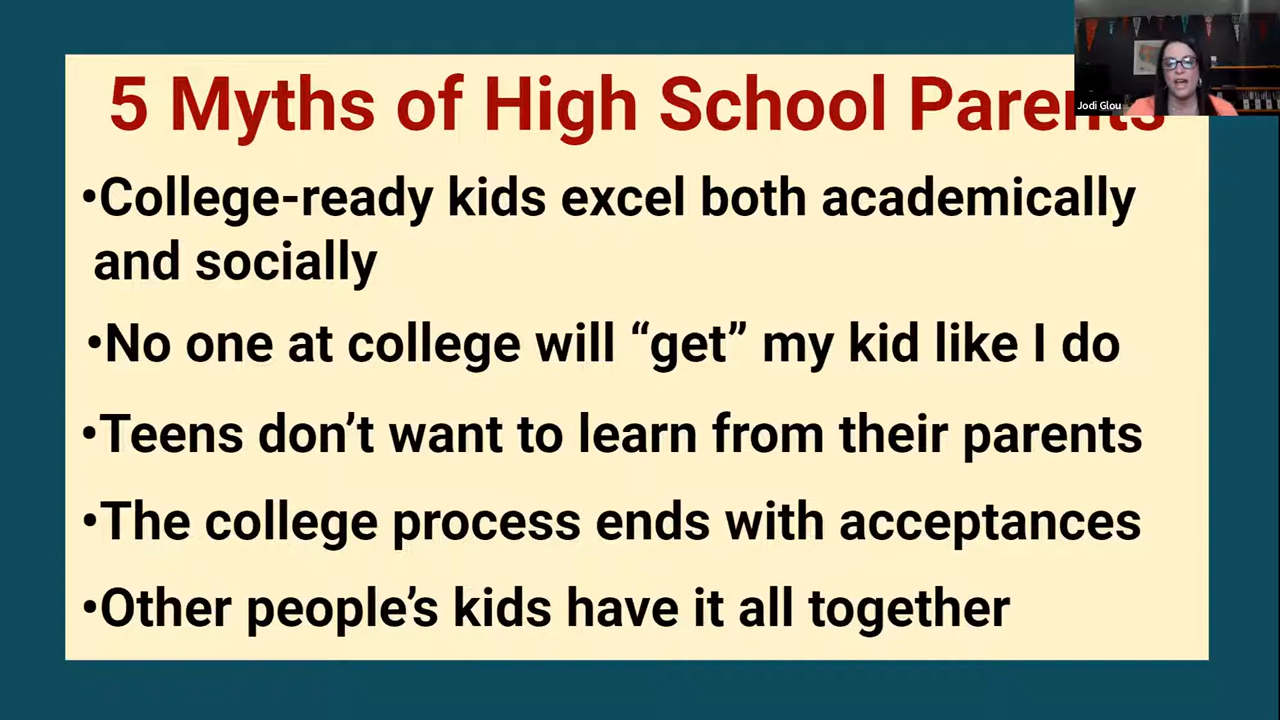 5 Myths of High School Parents
Jodi Glou
•College-ready kids excel both academically
and socially
•No one at college will “get” my kid like I do
•Teens don’t want to learn from their parents
•The college process ends with acceptances
•Other people’s kids have it all together